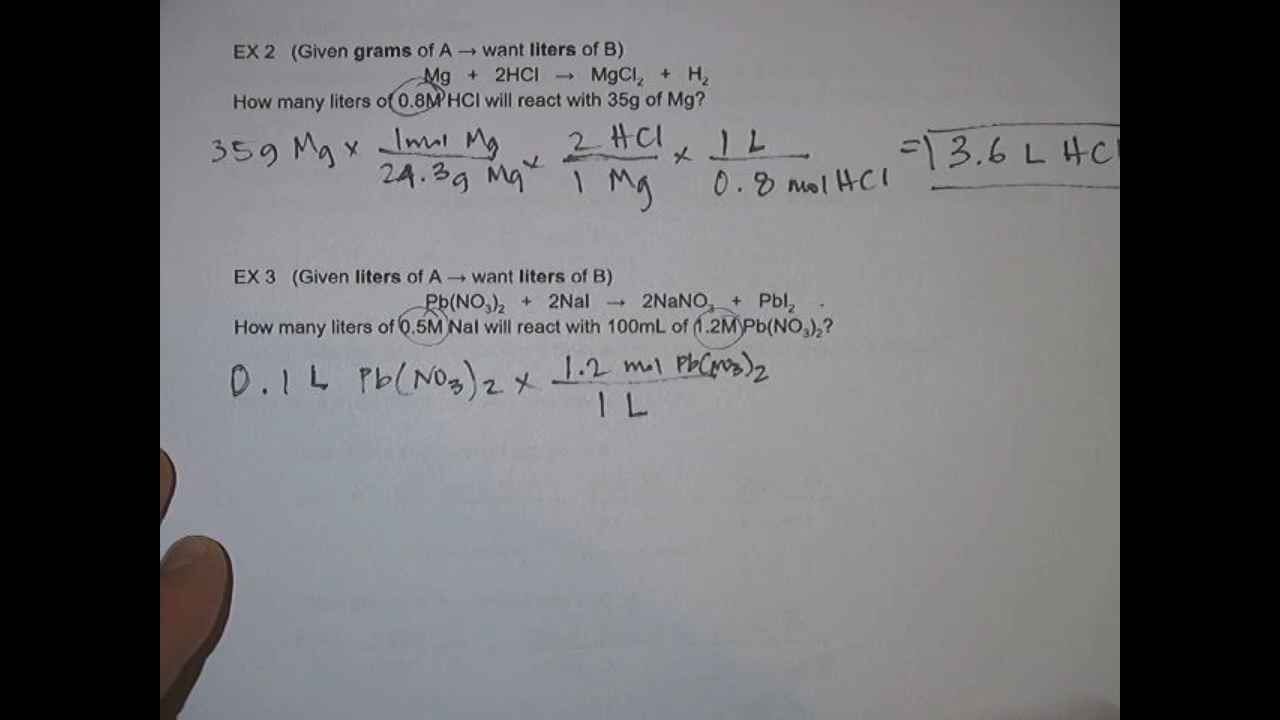 EX 2 (Given grams of A → want liters of B)
Mg + 2HCl → MgCl₂ + H₂
How many liters of 0.8M HCl will react with 35g of Mg?
35g Mg × 1mol Mg / 24.3g Mg × 2 HCl / 1 Mg × 1 L / 0.8 mol HCl = 3.6 L HCl
EX 3 (Given liters of A → want liters of B)
Pb(NO₃)₂ + 2NaI → 2NaNO₃ + PbI₂
How many liters of 0.5M NaI will react with 100mL of 1.2M Pb(NO₃)₂?
0.1 L Pb(NO₃)₂ × 1.2 mol Pb(NO₃)₂ / 1 L